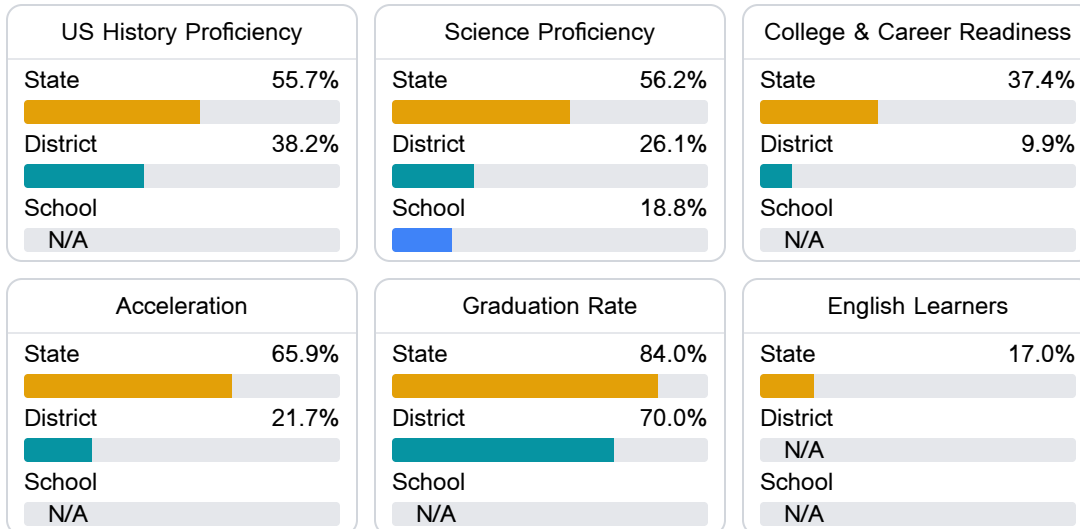 US History Proficiency
State 55.7%
District 38.2%
School
N/A
Science Proficiency
State 56.2%
District 26.1%
School 18.8%
College & Career Readiness
State 37.4%
District 9.9%
School
N/A
Acceleration
State 65.9%
District 21.7%
School
N/A
Graduation Rate
State 84.0%
District 70.0%
School
N/A
English Learners
State 17.0%
District
N/A
School
N/A